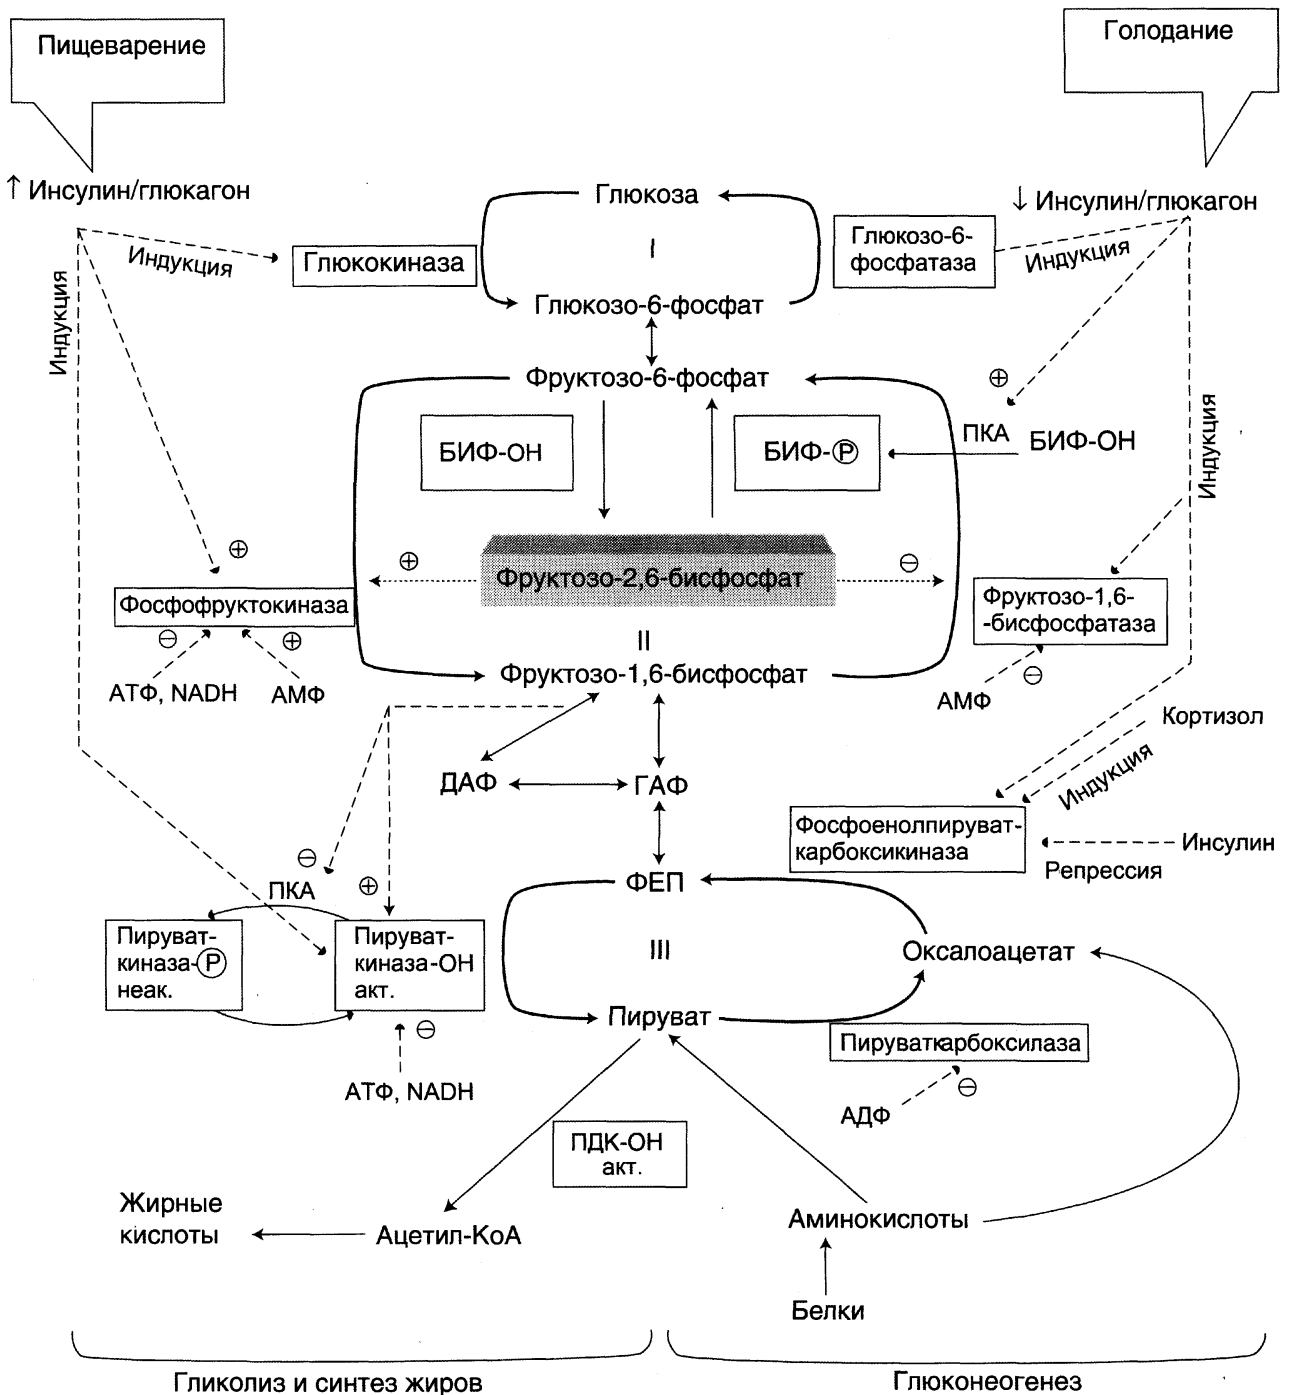 Пищеварение
Голодание
↑ Инсулин/глюкагон
↓ Инсулин/глюкагон
Глюкоза
Индукция
Глюкокиназа
I
Глюкозо-6-
фосфатаза
Индукция
Индукция
Глюкозо-6-фосфат
Фруктозо-6-фосфат
⊕
БИФ-ОН
БИФ-Ⓟ
ПКА
БИФ-ОН
Индукция
⊕
⊕
⊖
Фруктозо-2,6-бисфосфат
Фосфофруктокиназа
Фруктозо-1,6-
-бисфосфатаза
⊖
⊕
II
АТФ, NADH
АМФ
Фруктозо-1,6-бисфосфат
⊖
АМФ
Кортизол
Индукция
ДАФ
ГАФ
Фосфоенолпируват-
карбоксикиназа
Инсулин
Репрессия
⊖
ПКА
⊕
ФЕП
Пируват-
киназа-Ⓟ
неак.
Пируват-
киназа-ОН
акт.
III
Оксалоацетат
Пируват
⊖
АТФ, NADH
Пируваткарбоксилаза
⊖
АДФ
ПДК-ОН
акт.
Жирные
кислоты
Ацетил-КоА
Аминокислоты
Белки
Гликолиз и синтез жиров
Глюконеогенез